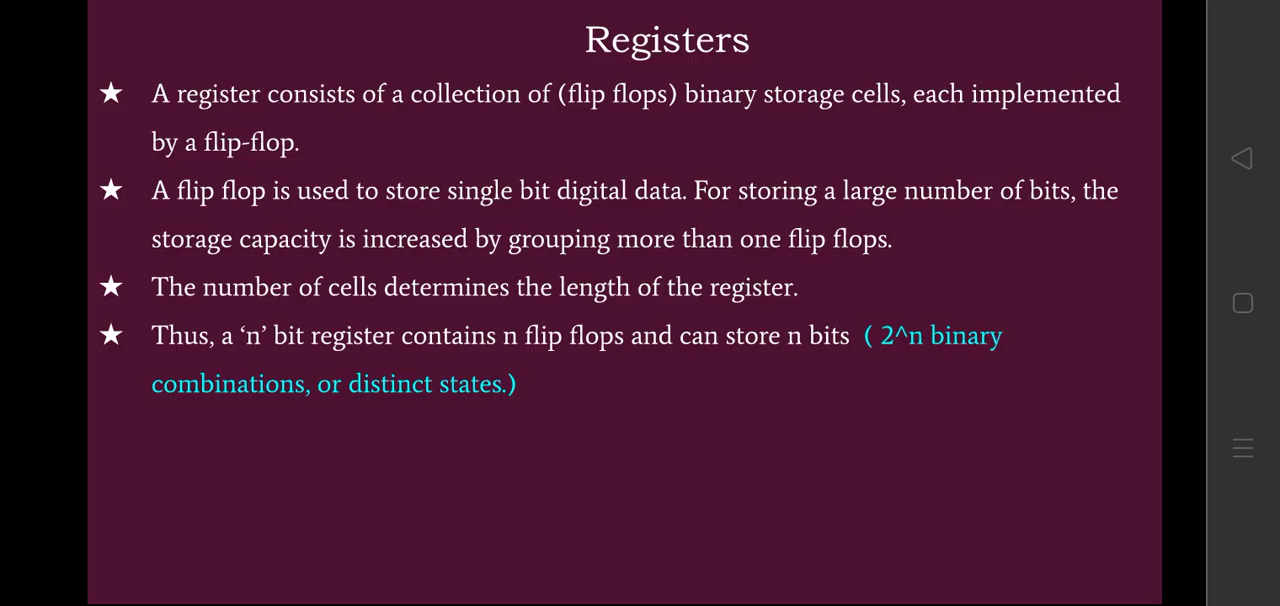 Registers
★ A register consists of a collection of (flip flops) binary storage cells, each implemented
by a flip-flop.
★ A flip flop is used to store single bit digital data. For storing a large number of bits, the
storage capacity is increased by grouping more than one flip flops.
★ The number of cells determines the length of the register.
★ Thus, a ‘n’ bit register contains n flip flops and can store n bits ( 2^n binary
combinations, or distinct states.)